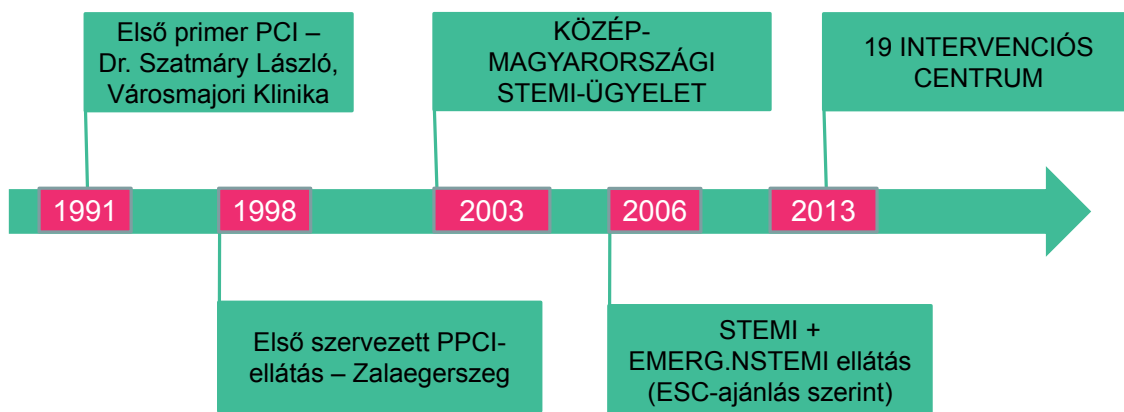 Első primer PCI –
Dr. Szatmáry László,
Városmajori Klinika
KÖZÉP-
MAGYARORSZÁGI
STEMI-ÜGYELET
19 INTERVENCIÓS
CENTRUM
1991
1998
2003
2006
2013
Első szervezett PPCI-
ellátás – Zalaegerszeg
STEMI +
EMERG.NSTEMI ellátás
(ESC-ajánlás szerint)